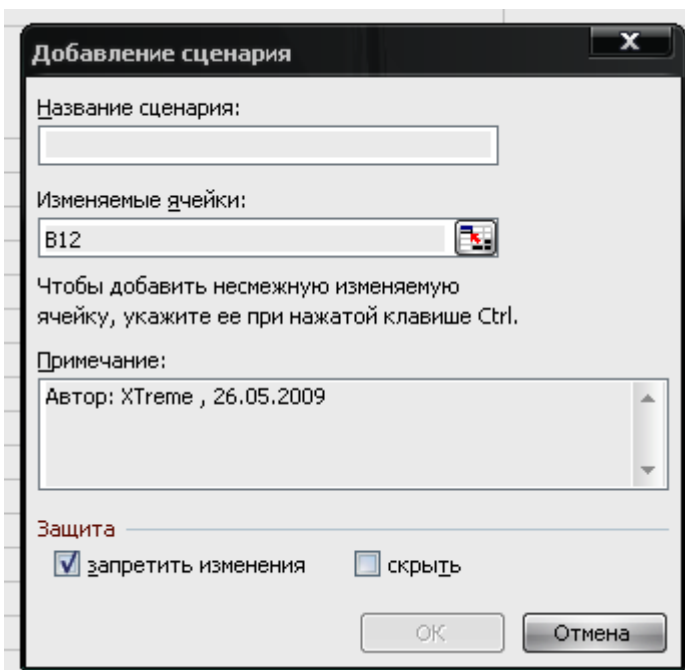 Добавление сценария
Название сценария:
Изменяемые ячейки:
B12
Чтобы добавить несмежную изменяемую
ячейку, укажите ее при нажатой клавише Ctrl.
Примечание:
Автор: XTreme , 26.05.2009
Защита
запретить изменения скрыть
ОК Отмена